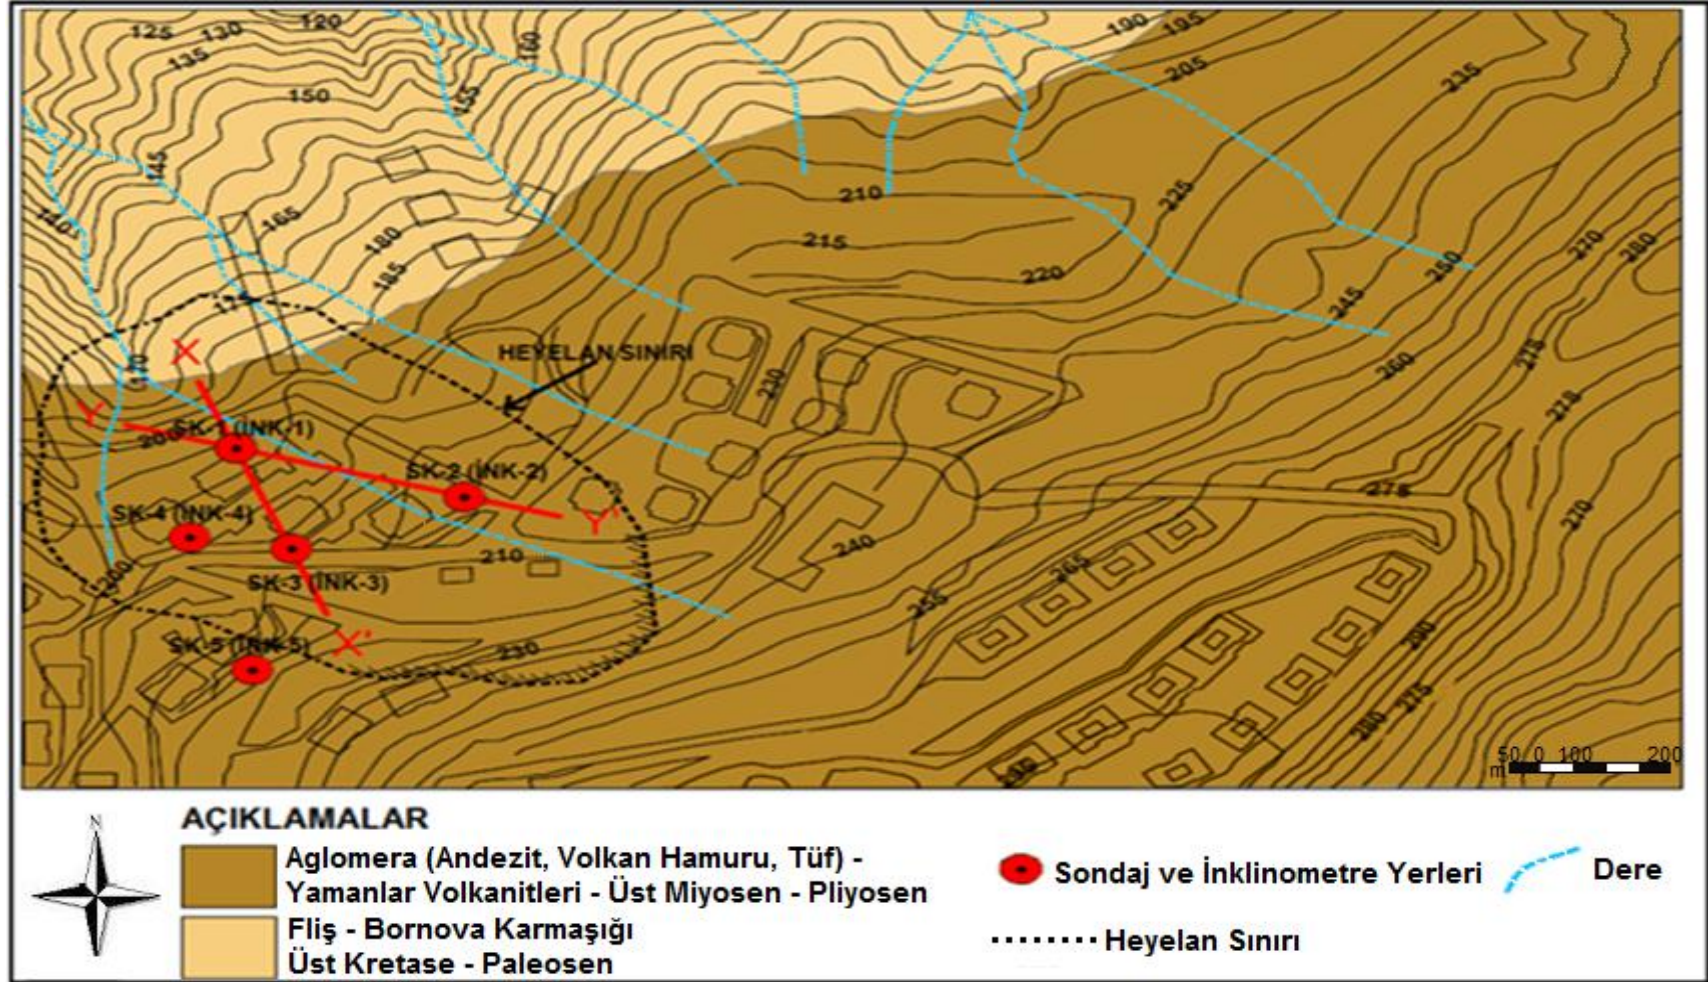 125
130
120
135
160
190
195
150
155
205
235
145
210
225
140
165
180
215
185
220
270
280
250
245
175
170
X
HEYELAN SINIRI
230
260
275
Y
SK-1 (İNK-1)
200
278
SK-2 (İNK-2)
275
SK-4 (İNK-4)
Y'
270
210
240
265
200
SK-3 (İNK-3)
255
X'
SK-5 (İNK-5)
230
290
275
280
50 0 100 200
m
N
AÇIKLAMALAR
Aglomera (Andezit, Volkan Hamuru, Tüf) -
Yamanlar Volkanitleri - Üst Miyosen - Pliyosen
Fliş - Bornova Karmaşığı
Üst Kretase - Paleosen
Sondaj ve İnklinometre Yerleri
Dere
Heyelan Sınırı